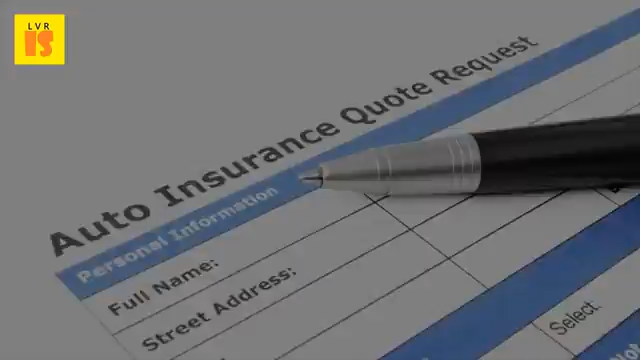 LVR
IS
Auto Insurance Quote Request
Personal Information
Full Name:
Street Address:
Select